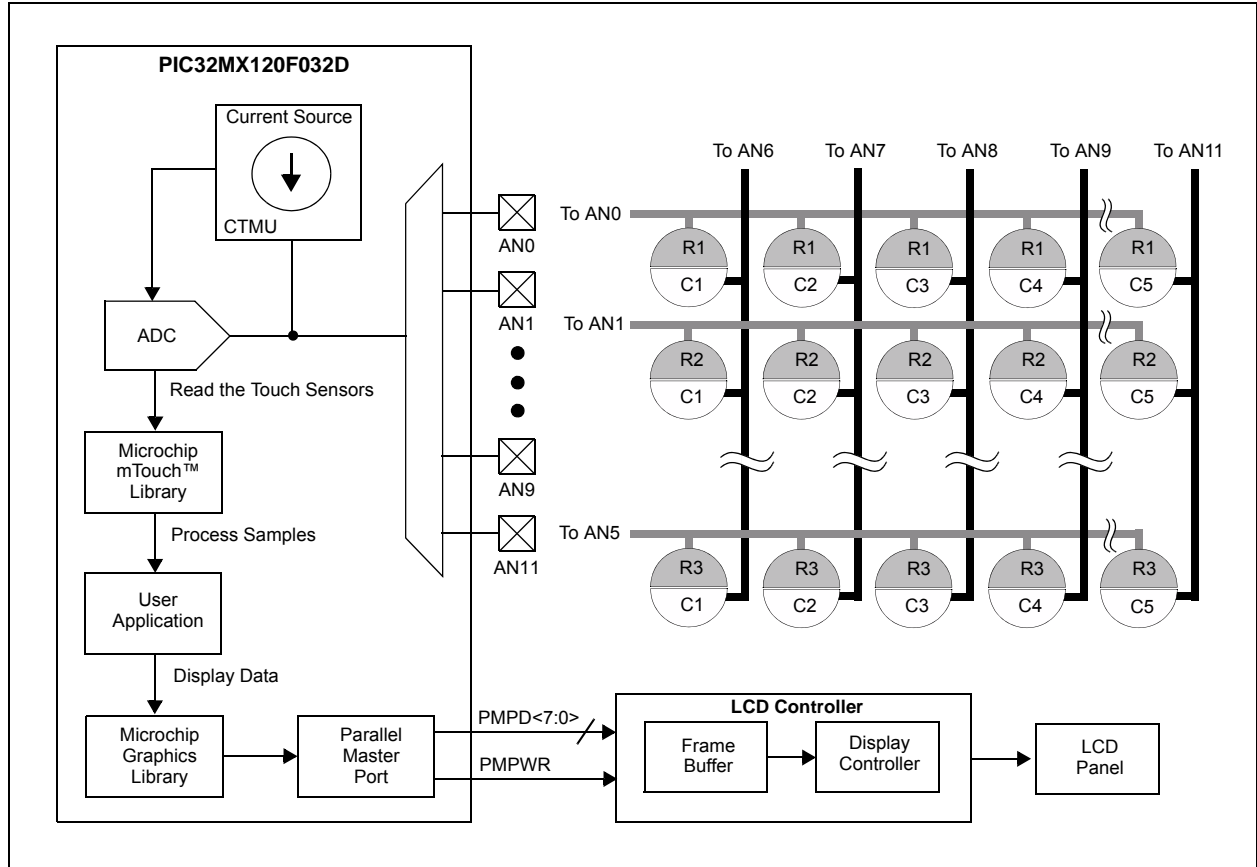 PIC32MX120F032D
Current Source
CTMU
ADC
Read the Touch Sensors
Microchip
mTouch™
Library
Process Samples
User
Application
Display Data
Microchip
Graphics
Library
Parallel
Master
Port
AN0
AN1
AN9
AN11
To AN6
To AN7
To AN8
To AN9
To AN11
To AN0
R1
R1
R1
R1
R1
C1
C2
C3
C4
C5
To AN1
R2
R2
R2
R2
R2
C1
C2
C3
C4
C5
To AN5
R3
R3
R3
R3
R3
C1
C2
C3
C4
C5
PMPD<7:0>
PMPWR
LCD Controller
Frame
Buffer
Display
Controller
LCD
Panel